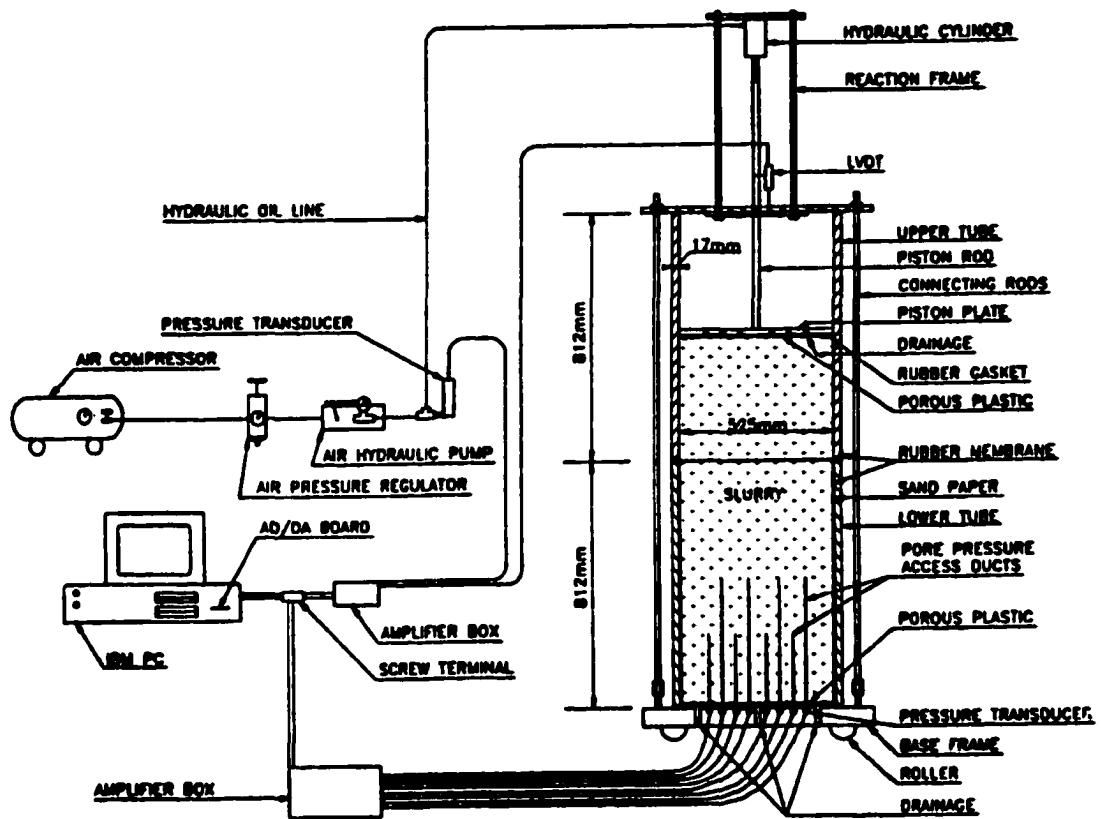 HYDRAULIC CYLINDER
REACTION FRAME
LVDT
HYDRAULIC OIL LINE
17mm
UPPER TUBE
PISTON ROD
CONNECTING RODS
PISTON PLATE
DRAINAGE
RUBBER GASKET
POROUS PLASTIC
PRESSURE TRANSDUCER
AIR COMPRESSOR
812mm
525mm
AIR HYDRAULIC PUMP
AIR PRESSURE REGULATOR
RUBBER MEMBRANE
SAND PAPER
SLURRY
LOWER TUBE
AD/DA BOARD
PORE PRESSURE
ACCESS DUCTS
812mm
POROUS PLASTIC
AMPLIFIER BOX
IBM PC
SCREW TERMINAL
PRESSURE TRANSDUCER
BASE FRAME
ROLLER
AMPLIFIER BOX
DRAINAGE